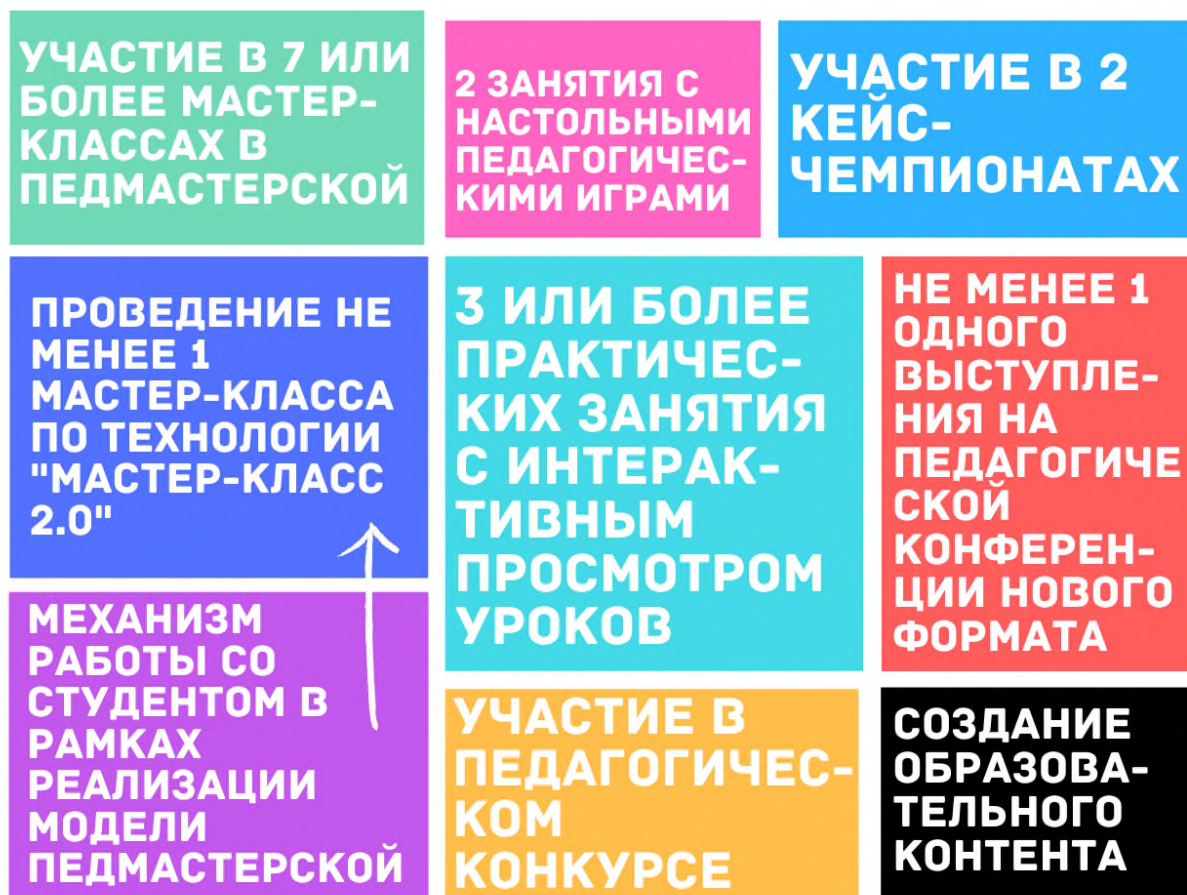 УЧАСТИЕ В 7 ИЛИ
БОЛЕЕ МАСТЕР-
КЛАССАХ В
ПЕДМАСТЕРСКОЙ
2 ЗАНЯТИЯ С
НАСТОЛЬНЫМИ
ПЕДАГОГИЧЕС-
КИМИ ИГРАМИ
УЧАСТИЕ В 2
КЕЙС-
ЧЕМПИОНАТАХ
ПРОВЕДЕНИЕ НЕ
МЕНЕЕ 1
МАСТЕР-КЛАССА
ПО ТЕХНОЛОГИИ
"МАСТЕР-КЛАСС
2.0"
3 ИЛИ БОЛЕЕ
ПРАКТИЧЕС-
КИХ ЗАНЯТИЯ
С ИНТЕРАК-
ТИВНЫМ
ПРОСМОТРОМ
УРОКОВ
НЕ МЕНЕЕ 1
ОДНОГО
ВЫСТУПЛЕ-
НИЯ НА
ПЕДАГОГИЧЕ
СКОЙ
КОНФЕРЕН-
ЦИИ НОВОГО
ФОРМАТА
МЕХАНИЗМ
РАБОТЫ СО
СТУДЕНТОМ В
РАМКАХ
РЕАЛИЗАЦИИ
МОДЕЛИ
ПЕДМАСТЕРСКОЙ
УЧАСТИЕ В
ПЕДАГОГИЧЕС-
КОМ
КОНКУРСЕ
СОЗДАНИЕ
ОБРАЗОВА-
ТЕЛЬНОГО
КОНТЕНТА